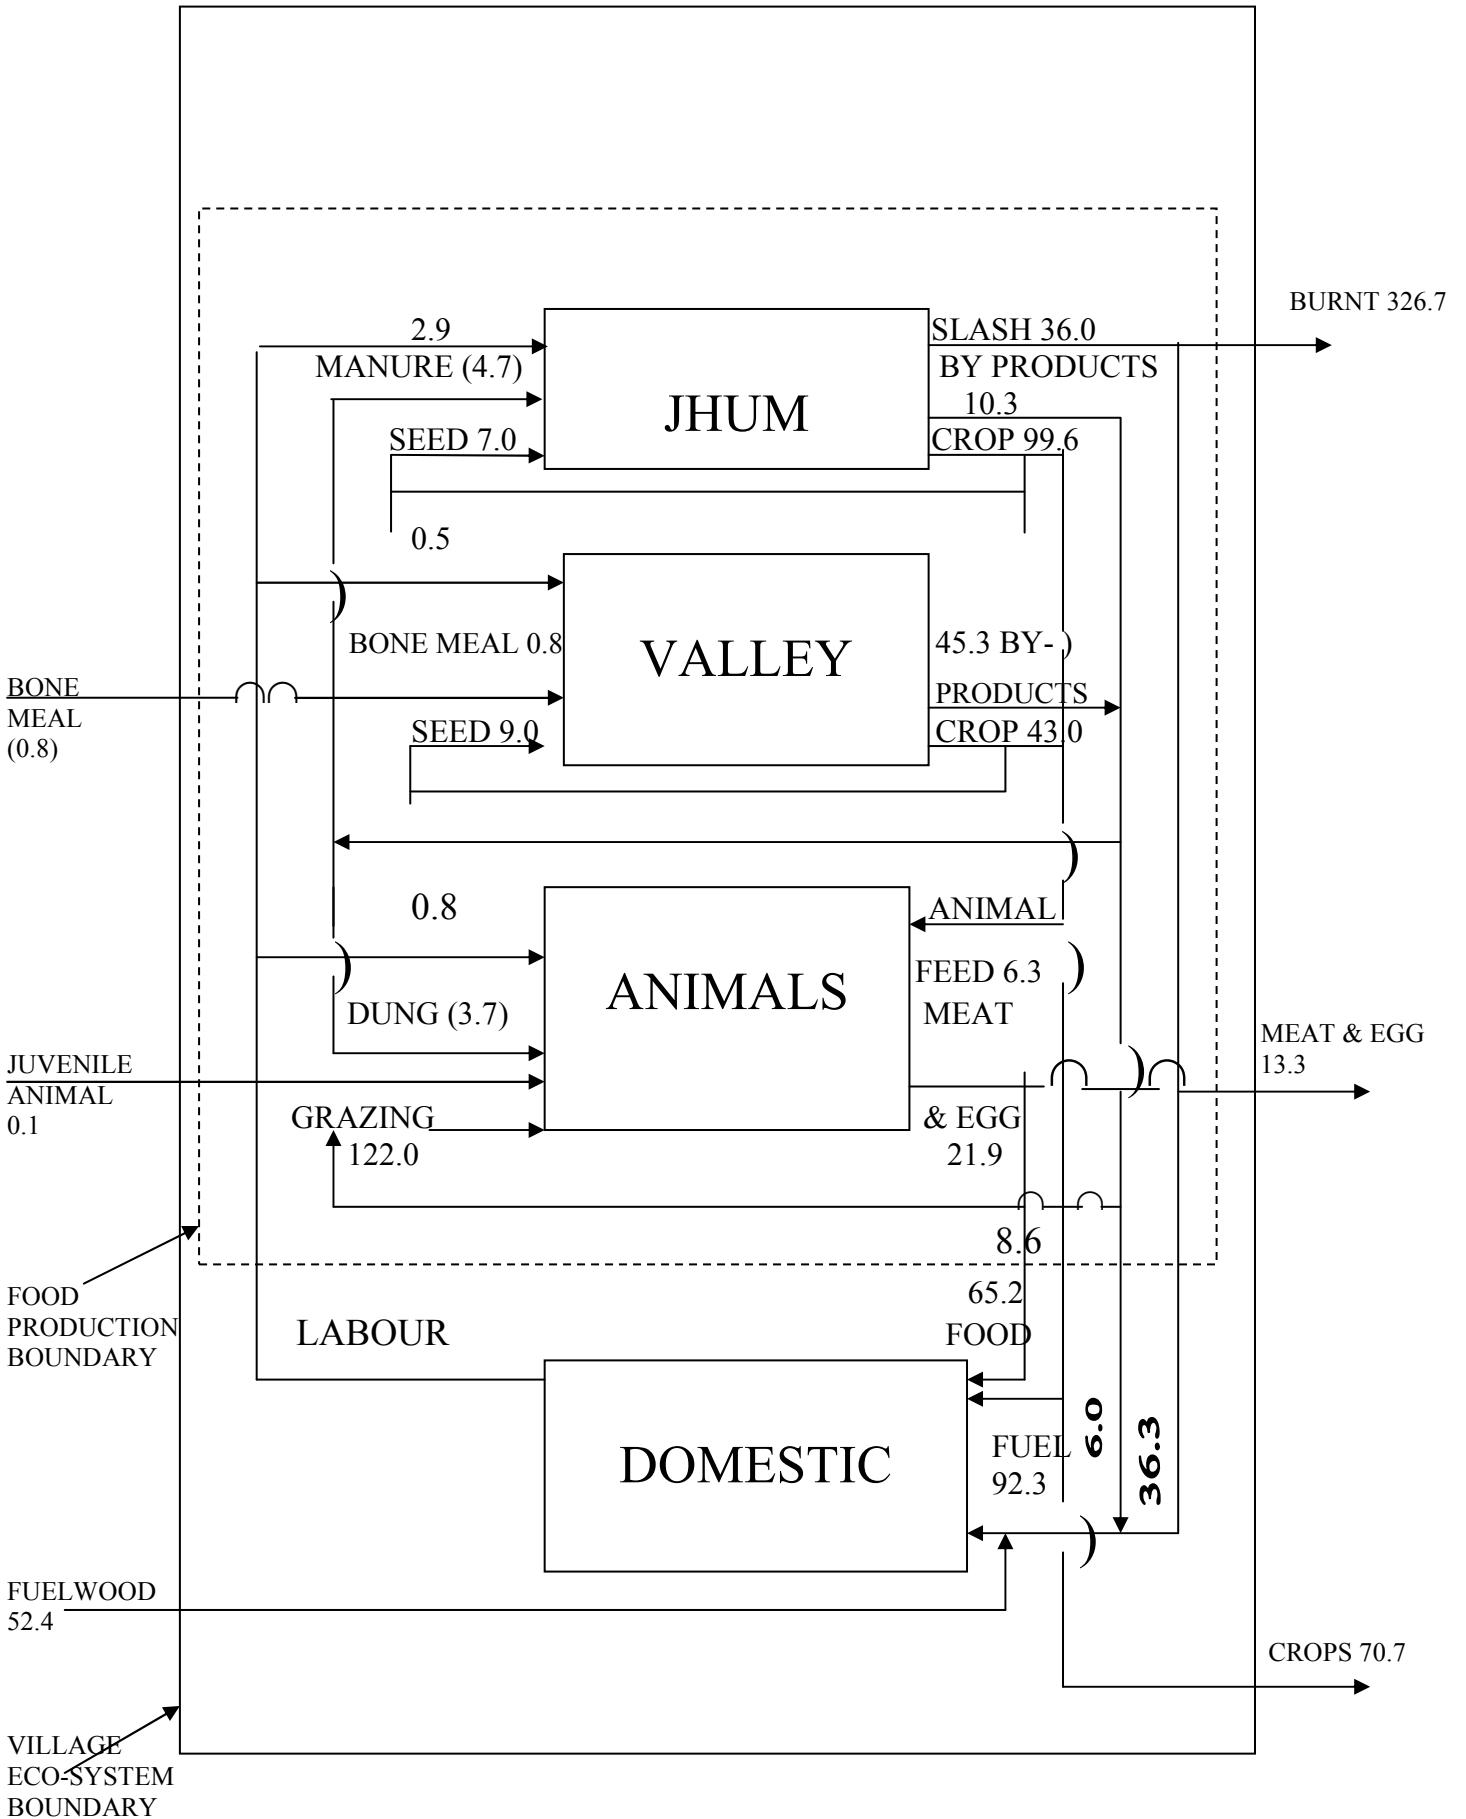 BURNT 326.7
2.9
SLASH 36.0
MANURE (4.7)
BY PRODUCTS
10.3
JHUM
SEED 7.0
CROP 99.6
0.5
BONE MEAL 0.8
VALLEY
45.3 BY-
PRODUCTS
BONE
MEAL
(0.8)
SEED 9.0
CROP 43.0
0.8
ANIMAL
ANIMALS
FEED 6.3
DUNG (3.7)
MEAT
MEAT & EGG
13.3
JUVENILE
ANIMAL
0.1
GRAZING
122.0
& EGG
21.9
8.6
65.2
FOOD
FOOD
PRODUCTION
BOUNDARY
LABOUR
DOMESTIC
FUEL
92.3
6.0
36.3
FUELWOOD
52.4
CROPS 70.7
VILLAGE
ECO-SYSTEM
BOUNDARY